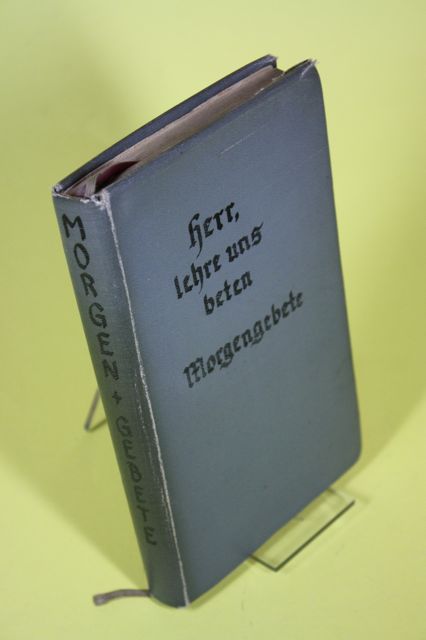 Herr,
lehre uns
beten
Morgengebete
MORGEN + GEBETE